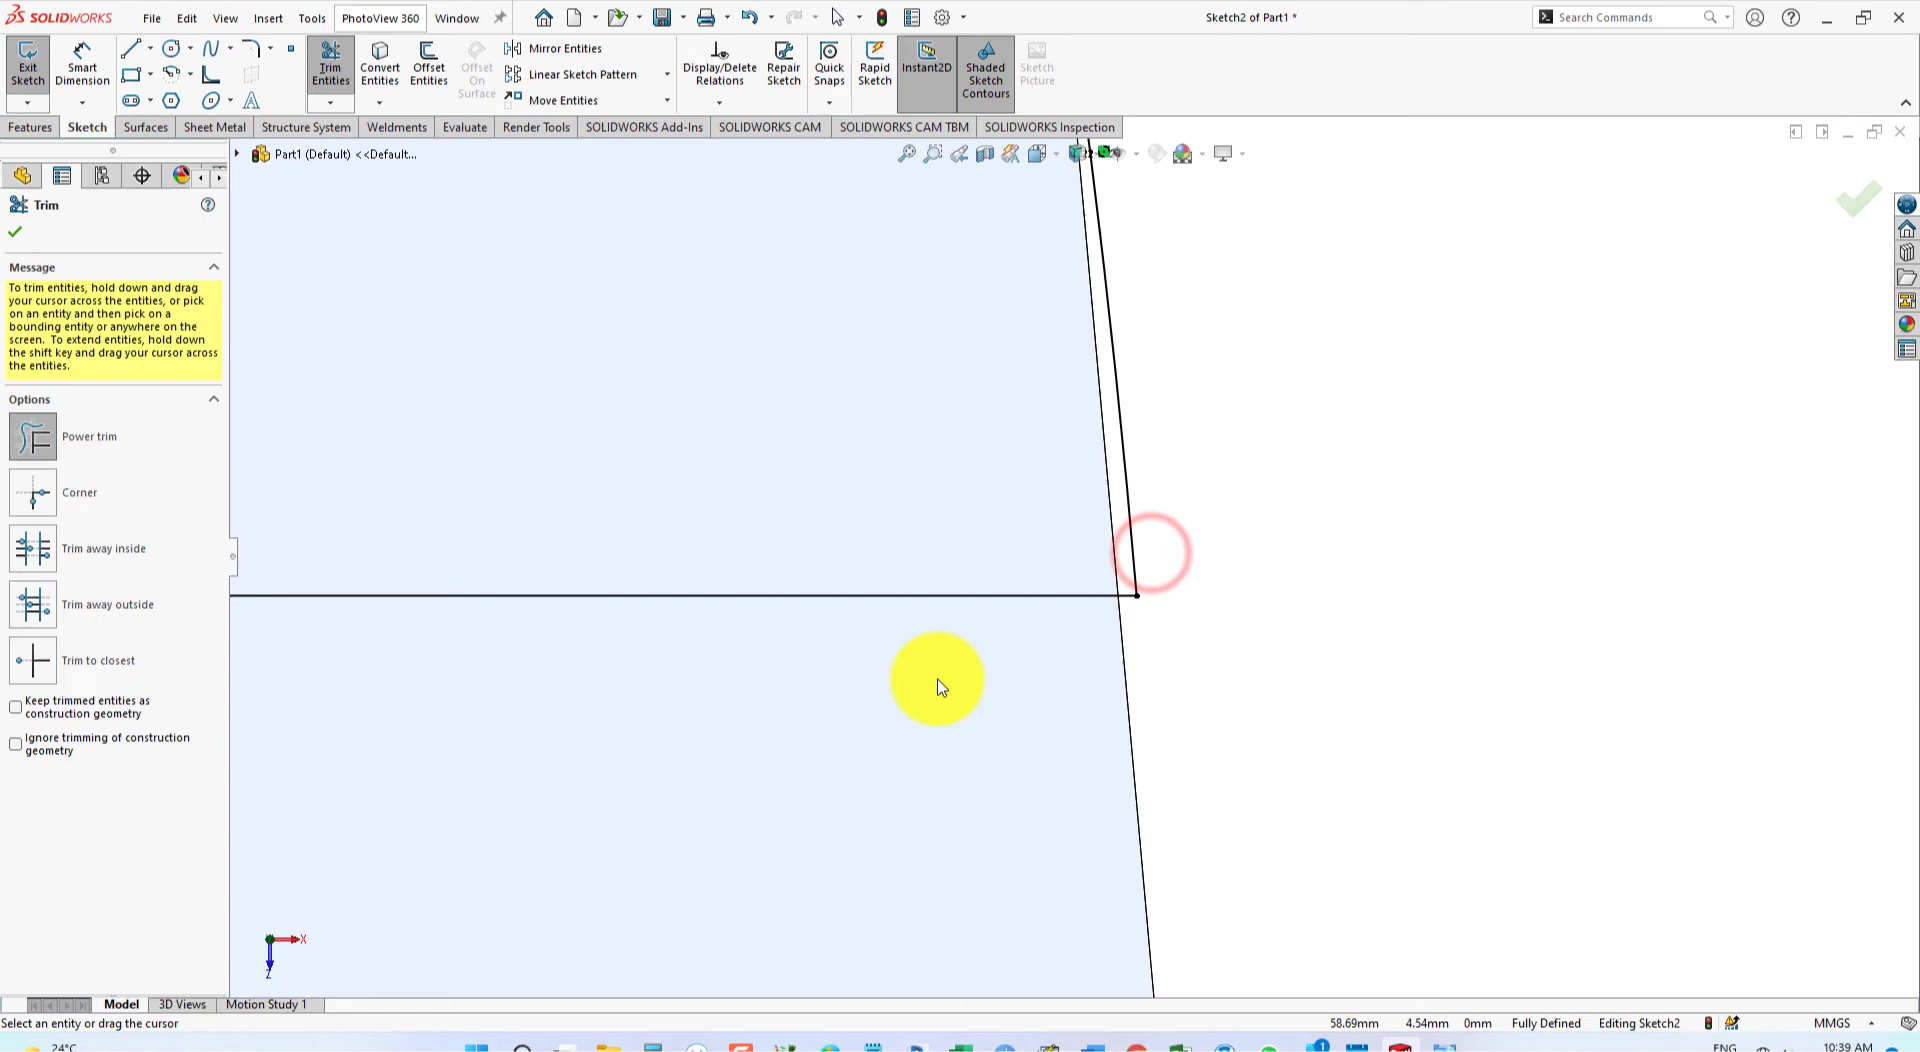 SOLIDWORKS
File Edit View Insert Tools PhotoView 360 Window
Sketch2 of Part1 *
Search Commands
Exit Sketch
Smart Dimension
Trim Entities
Convert Entities
Offset Entities
Offset On Surface
Mirror Entities
Linear Sketch Pattern
Move Entities
Display/Delete Relations
Repair Sketch
Quick Snaps
Rapid Sketch
Instant2D
Shaded Sketch Contours
Sketch Picture
Features Sketch Surfaces Sheet Metal Structure System Weldments Evaluate Render Tools SOLIDWORKS Add-Ins SOLIDWORKS CAM SOLIDWORKS CAM TBM SOLIDWORKS Inspection
Part1 (Default) <<Default...
Trim
Message
To trim entities, hold down and drag
your cursor across the entities, or pick
on an entity and then pick on a
bounding entity or anywhere on the
screen. To extend entities, hold down
the shift key and drag your cursor across
the entities.
Options
Power trim
Corner
Trim away inside
Trim away outside
Trim to closest
Keep trimmed entities as
construction geometry
Ignore trimming of construction
geometry
X
Z
Model 3D Views Motion Study 1
Select an entity or drag the cursor
58.69mm 4.54mm 0mm Fully Defined Editing Sketch2 MMGS
24°C
1
ENG
10:39 AM